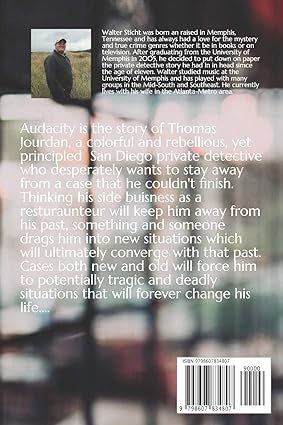 Walter Sticht was born an raised in Memphis,
Tennessee and has always had a love for the mystery
and true crime genres whether it be in books or on
television. After graduating from the University of
Memphis in 2005, he decided to put down on paper
the private detective story he had in in head since
the age of eleven. Walter studied music at the
University of Memphis and has played with many
groups in the Mid-South and Southeast. He currently
lives with his wife in the Atlanta-Metro area.
Audacity is the story of Thomas
Jourdan, a colorful and rebellious, yet
principled San Diego private detective
who desperately wants to stay away
from a case that he couldn't finish.
Thinking his side buisness as a
resturaunteur will keep him away from
his past, something and someone
drags him into new situations which
will ultimately converge with that past.
Cases both new and old will force him
to potentially tragic and deadly
situations that will forever change his
life....
ISBN 9798607834807
90000
9 798607 834807